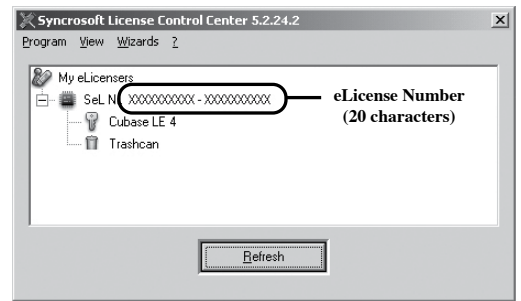 Syncrosoft License Control Center 5.2.24.2
Program View Wizards ?
My eLicensers
SeL N XXXXXXXXXX - XXXXXXXXXX
eLicense Number
(20 characters)
Cubase LE 4
Trashcan
Refresh